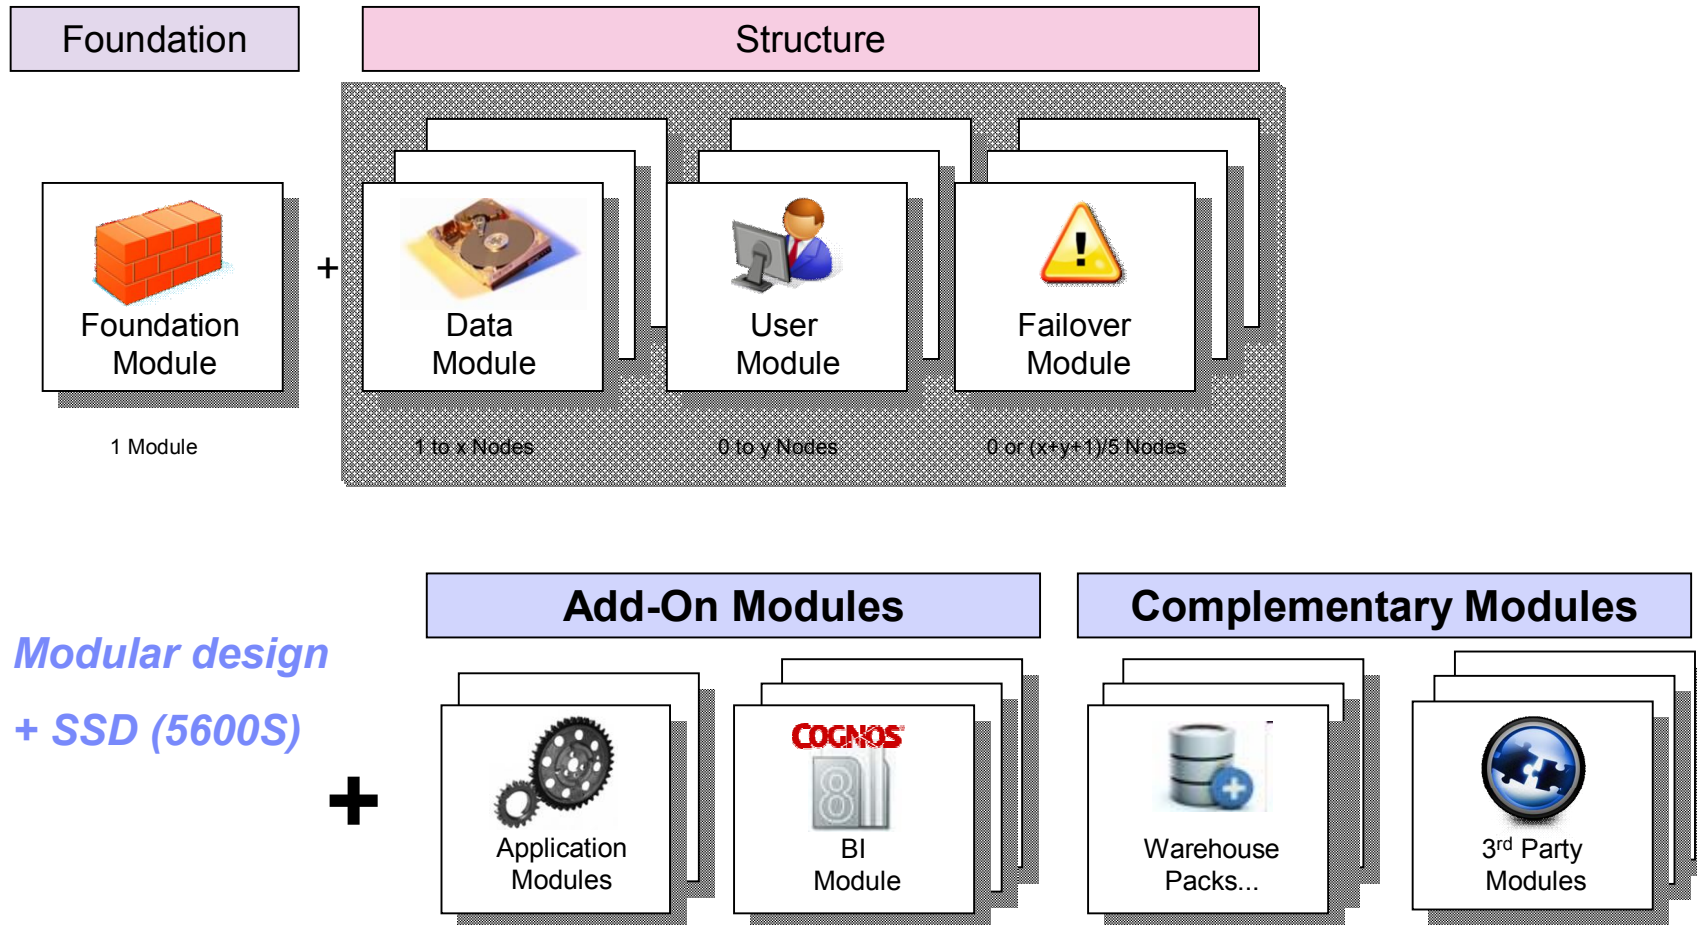 Foundation
Structure
Foundation
Module
+
Data
Module
User
Module
Failover
Module
1 Module
1 to x Nodes
0 to y Nodes
0 or (x+y+1)/5 Nodes
Add-On Modules
Complementary Modules
Modular design
+ SSD (5600S)
+
COGNOS
8
Application
Modules
BI
Module
Warehouse
Packs...
3rd Party
Modules